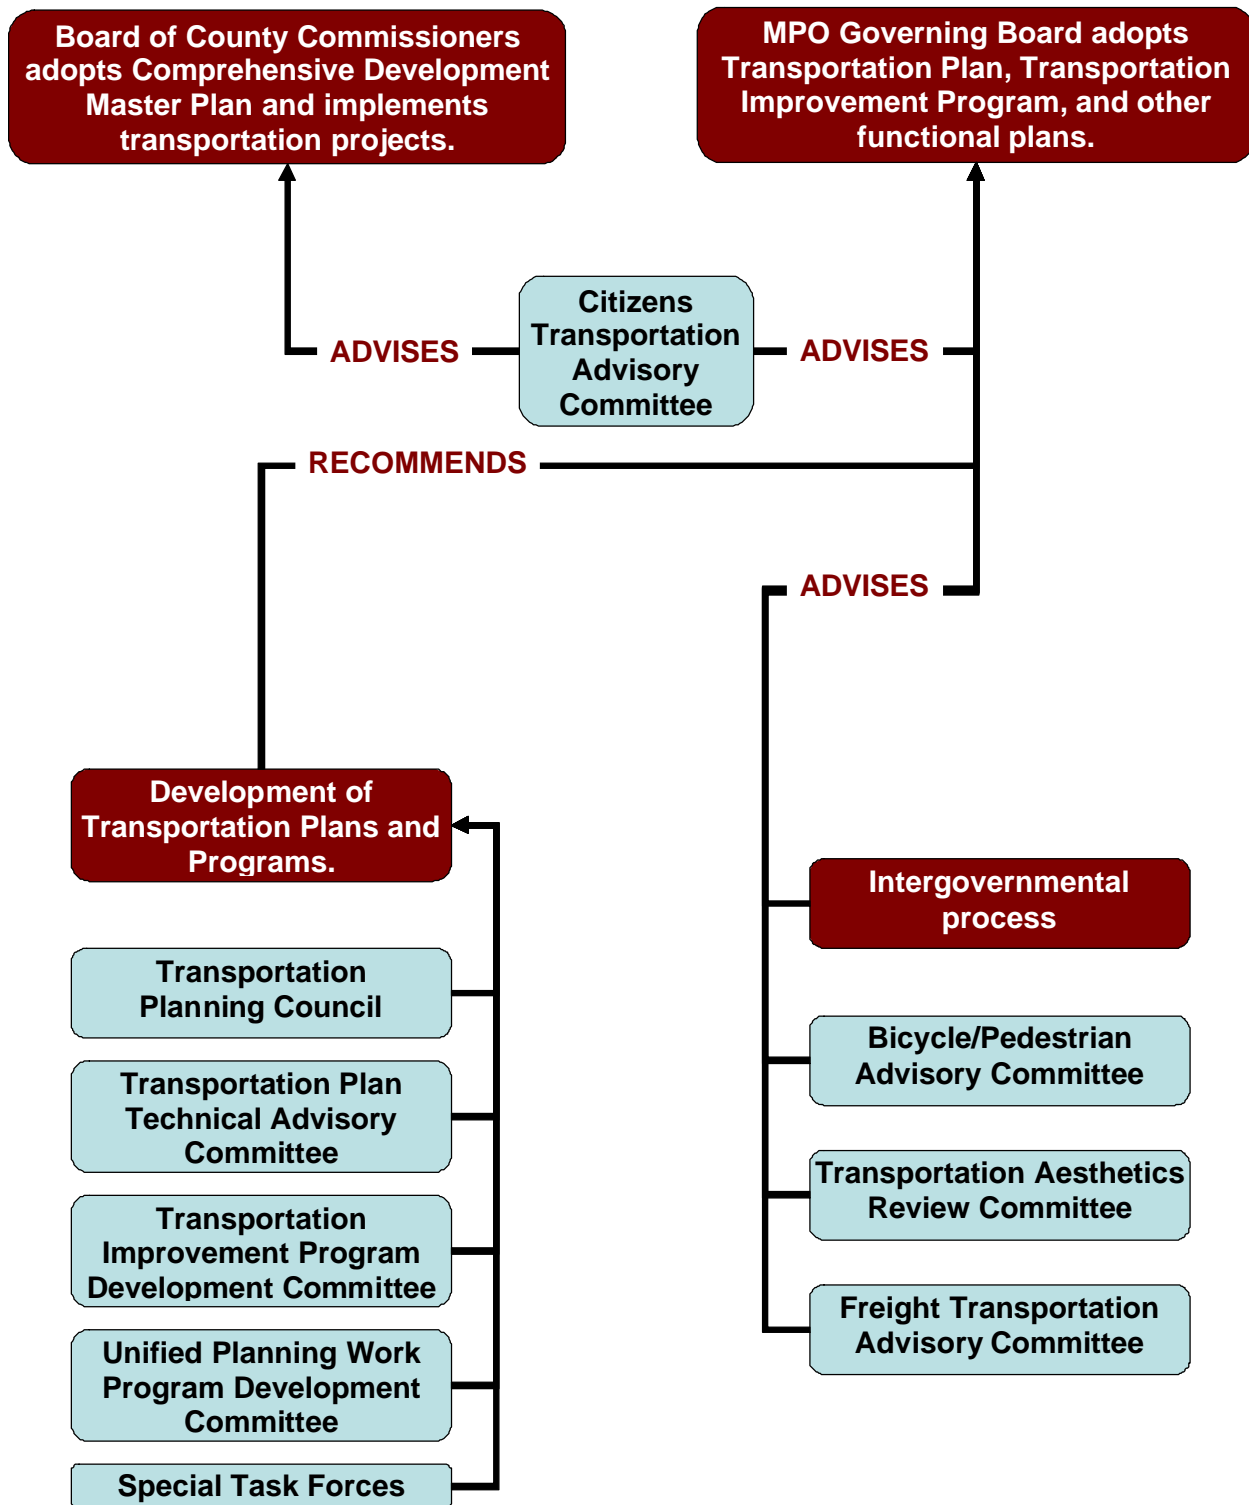 Board of County Commissioners
adopts Comprehensive Development
Master Plan and implements
transportation projects.
MPO Governing Board adopts
Transportation Plan, Transportation
Improvement Program, and other
functional plans.
Citizens
Transportation
Advisory
Committee
ADVISES
ADVISES
RECOMMENDS
ADVISES
Development of
Transportation Plans and
Programs.
Transportation
Planning Council
Transportation Plan
Technical Advisory
Committee
Transportation
Improvement Program
Development Committee
Unified Planning Work
Program Development
Committee
Special Task Forces
Intergovernmental
process
Bicycle/Pedestrian
Advisory Committee
Transportation Aesthetics
Review Committee
Freight Transportation
Advisory Committee